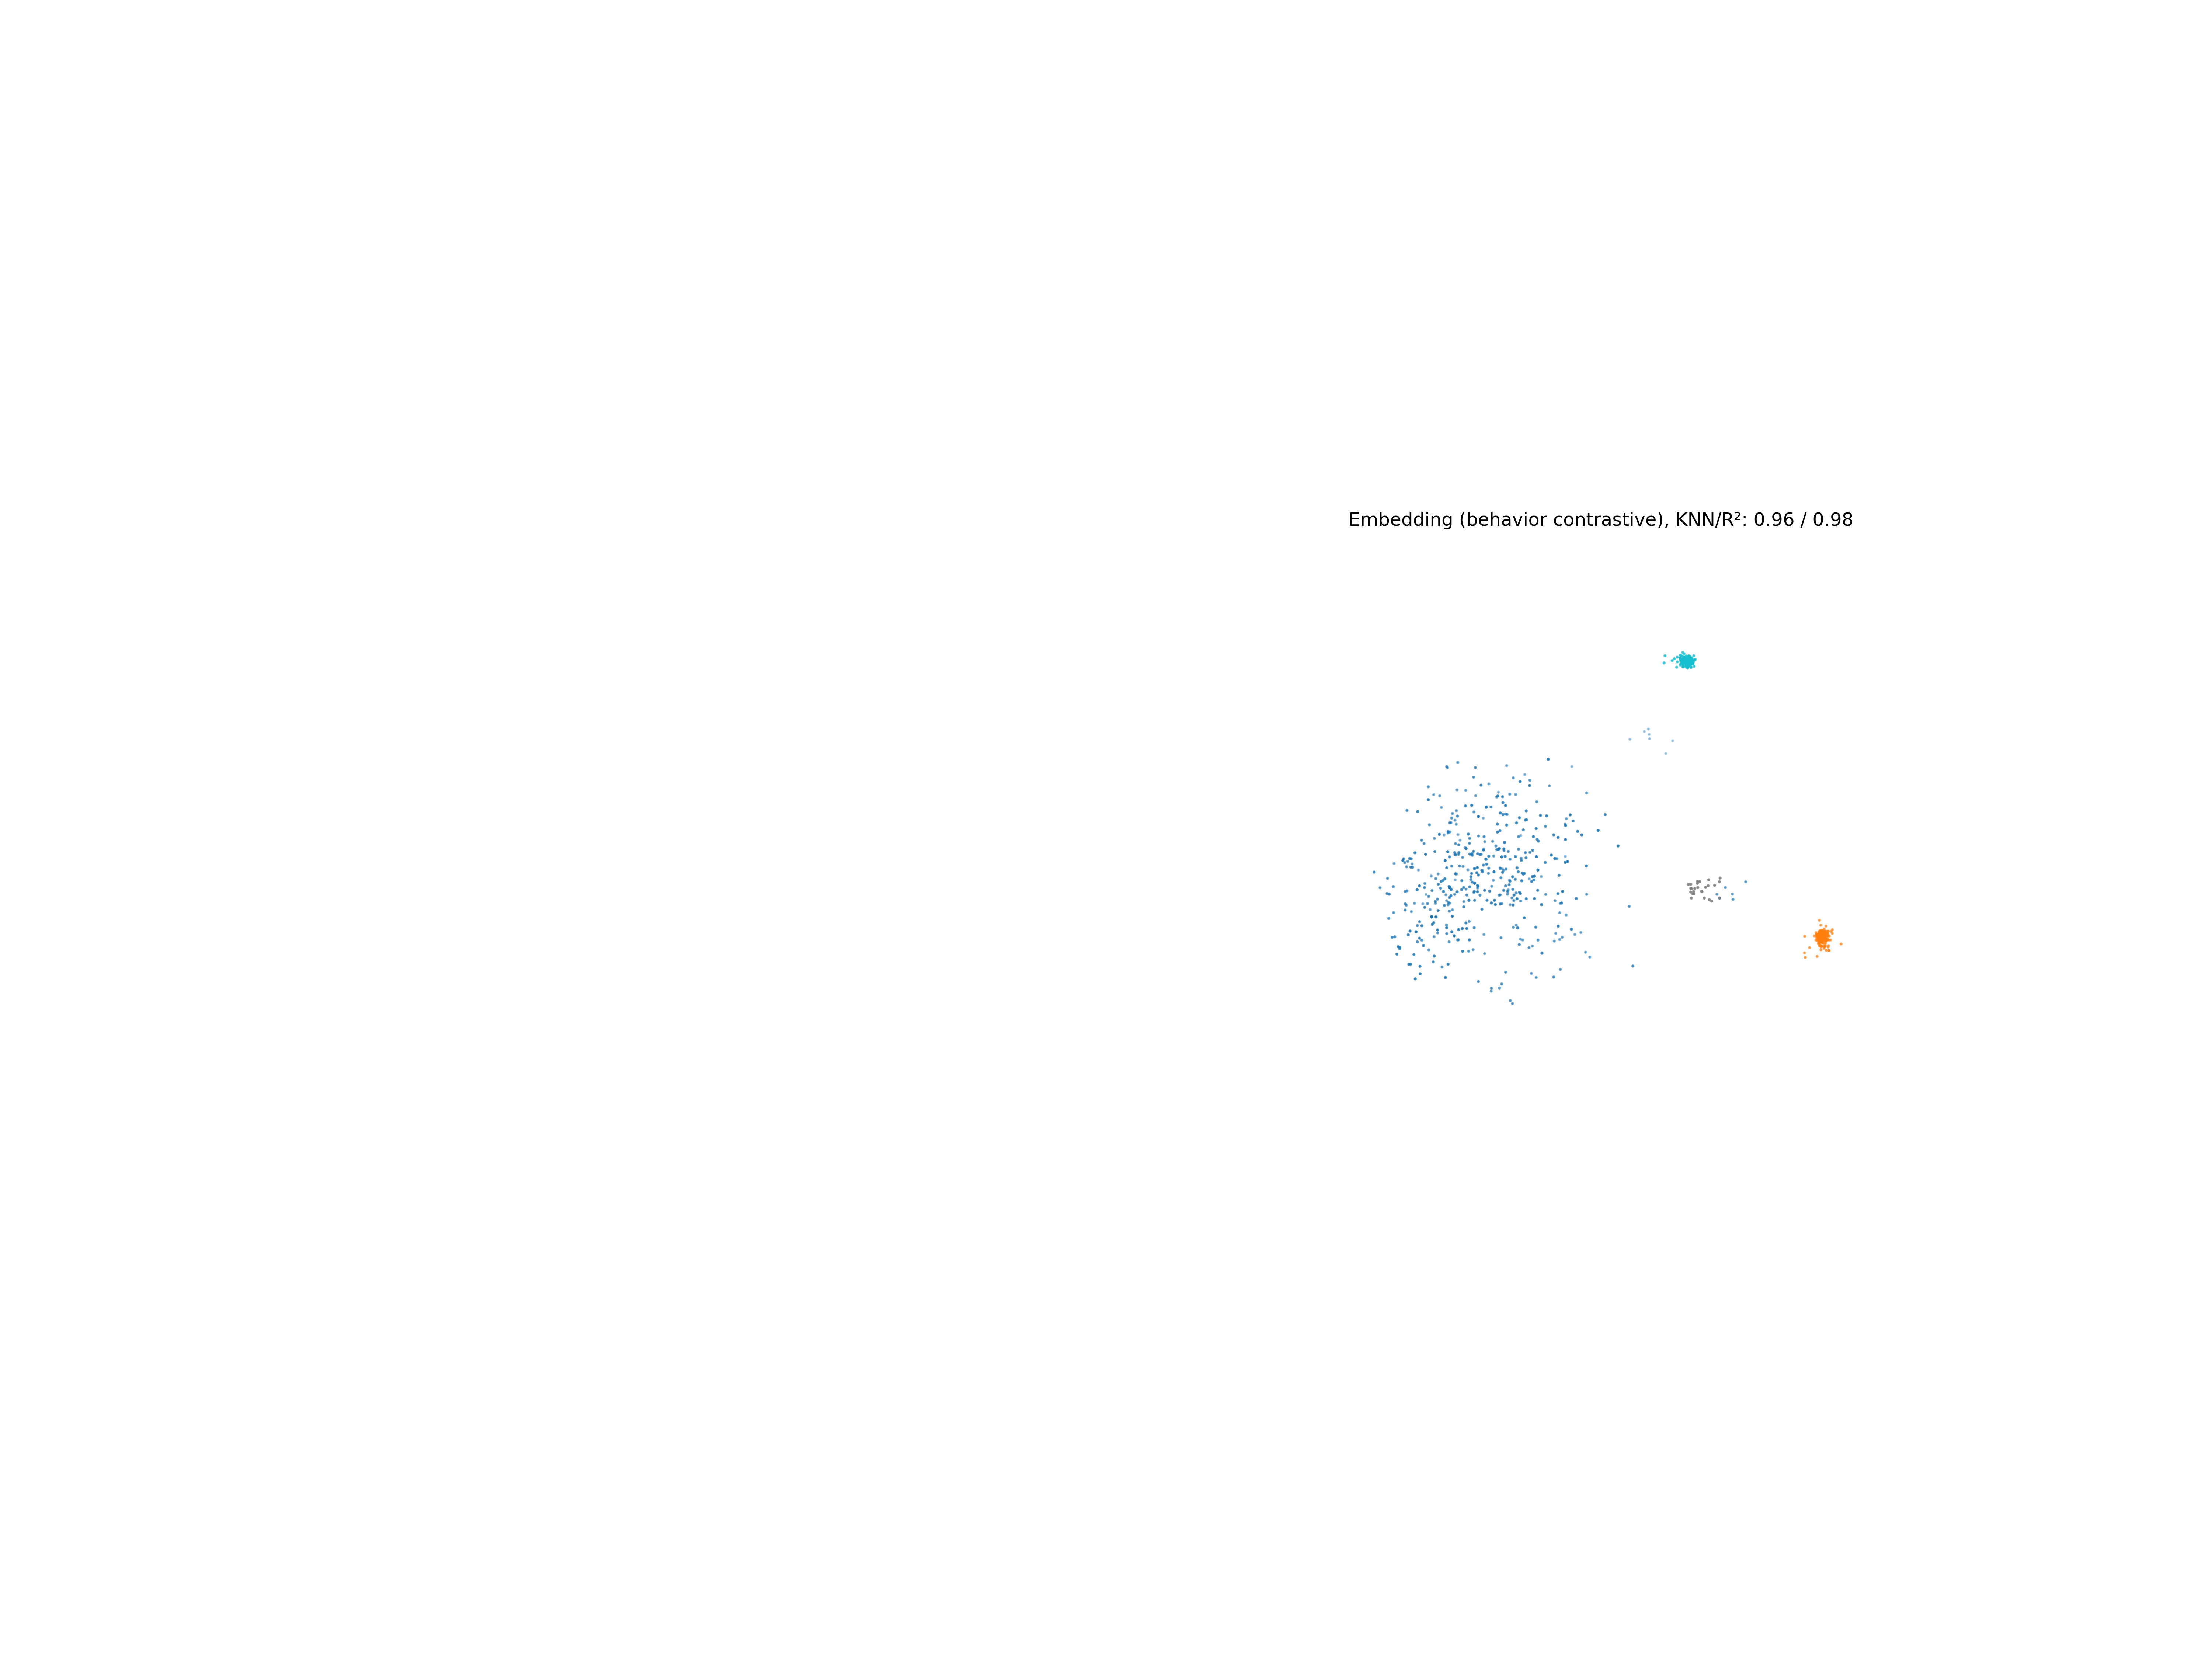 Embedding (behavior contrastive), KNN/R²: 0.96 / 0.98